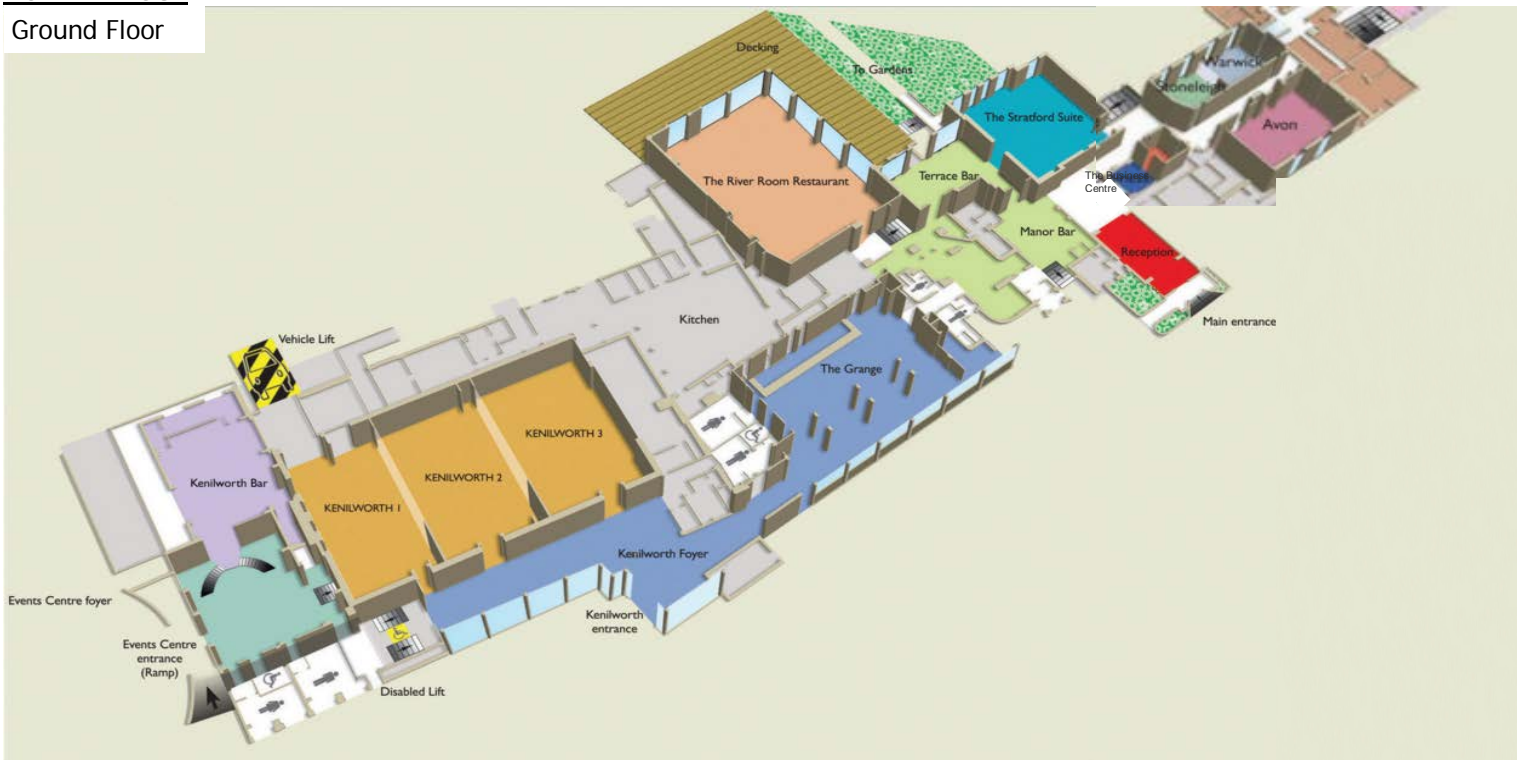 Ground Floor
Decking
To Gardens
Warwick
Stoneleigh
The Stratford Suite
Avon
The River Room Restaurant
Terrace Bar
The Business
Centre
Manor Bar
Reception
Main entrance
Kitchen
Vehicle Lift
The Grange
KENILWORTH 3
KENILWORTH 2
Kenilworth Bar
KENILWORTH 1
Kenilworth Foyer
Events Centre foyer
Kenilworth
entrance
Events Centre
entrance
(Ramp)
Disabled Lift